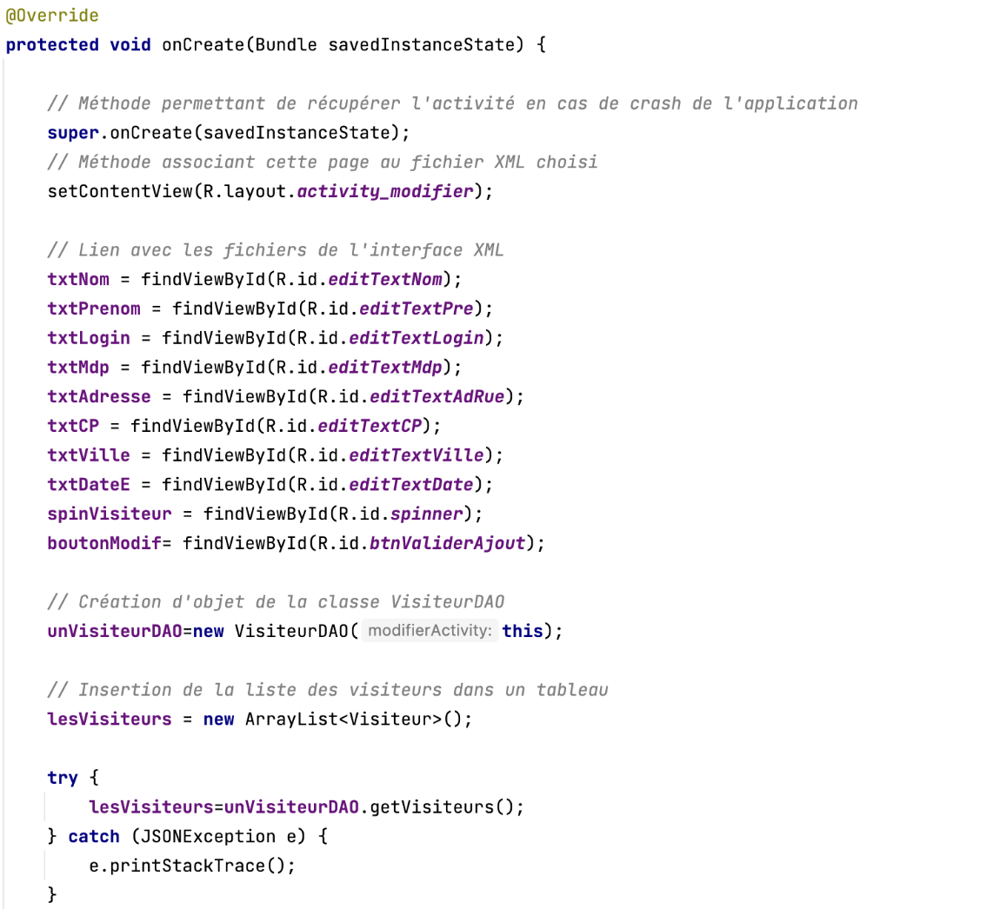 @Override
protected void onCreate(Bundle savedInstanceState) {
// Méthode permettant de récupérer l'activité en cas de crash de l'application
super.onCreate(savedInstanceState);
// Méthode associant cette page au fichier XML choisi
setContentView(R.layout.activity_modifier);
// Lien avec les fichiers de l'interface XML
txtNom = findViewById(R.id.editTextNom);
txtPrenom = findViewById(R.id.editTextPre);
txtLogin = findViewById(R.id.editTextLogin);
txtMdp = findViewById(R.id.editTextMdp);
txtAdresse = findViewById(R.id.editTextAdRue);
txtCP = findViewById(R.id.editTextCP);
txtVille = findViewById(R.id.editTextVille);
txtDateE = findViewById(R.id.editTextDate);
spinVisiteur = findViewById(R.id.spinner);
boutonModif= findViewById(R.id.btnValiderAjout);
// Création d'objet de la classe VisiteurDAO
unVisiteurDAO=new VisiteurDAO( modifierActivity: this);
// Insertion de la liste des visiteurs dans un tableau
lesVisiteurs = new ArrayList<Visiteur>();
try {
lesVisiteurs=unVisiteurDAO.getVisiteurs();
} catch (JSONException e) {
e.printStackTrace();
}